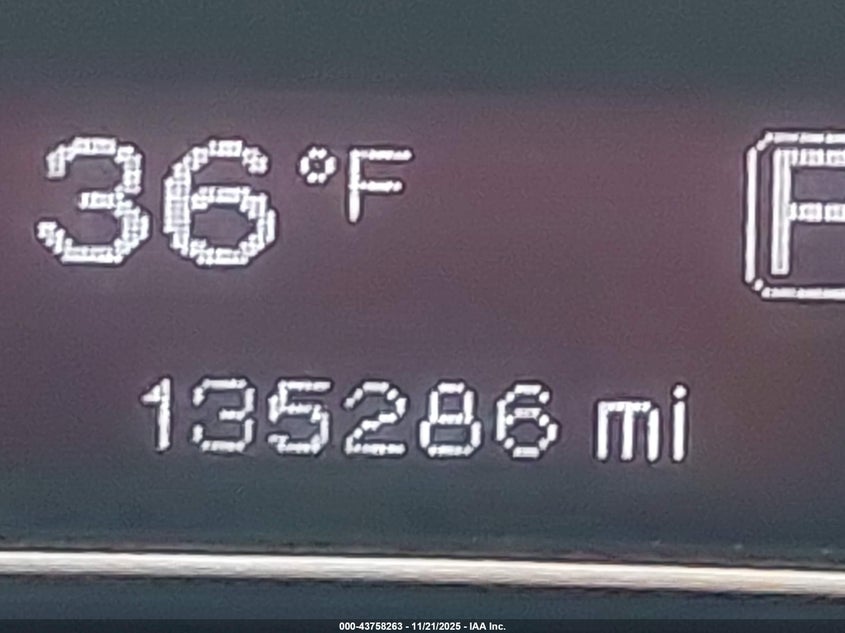 36°F
135286 mi
000-43758263 - 11/21/2025 - IAA Inc.